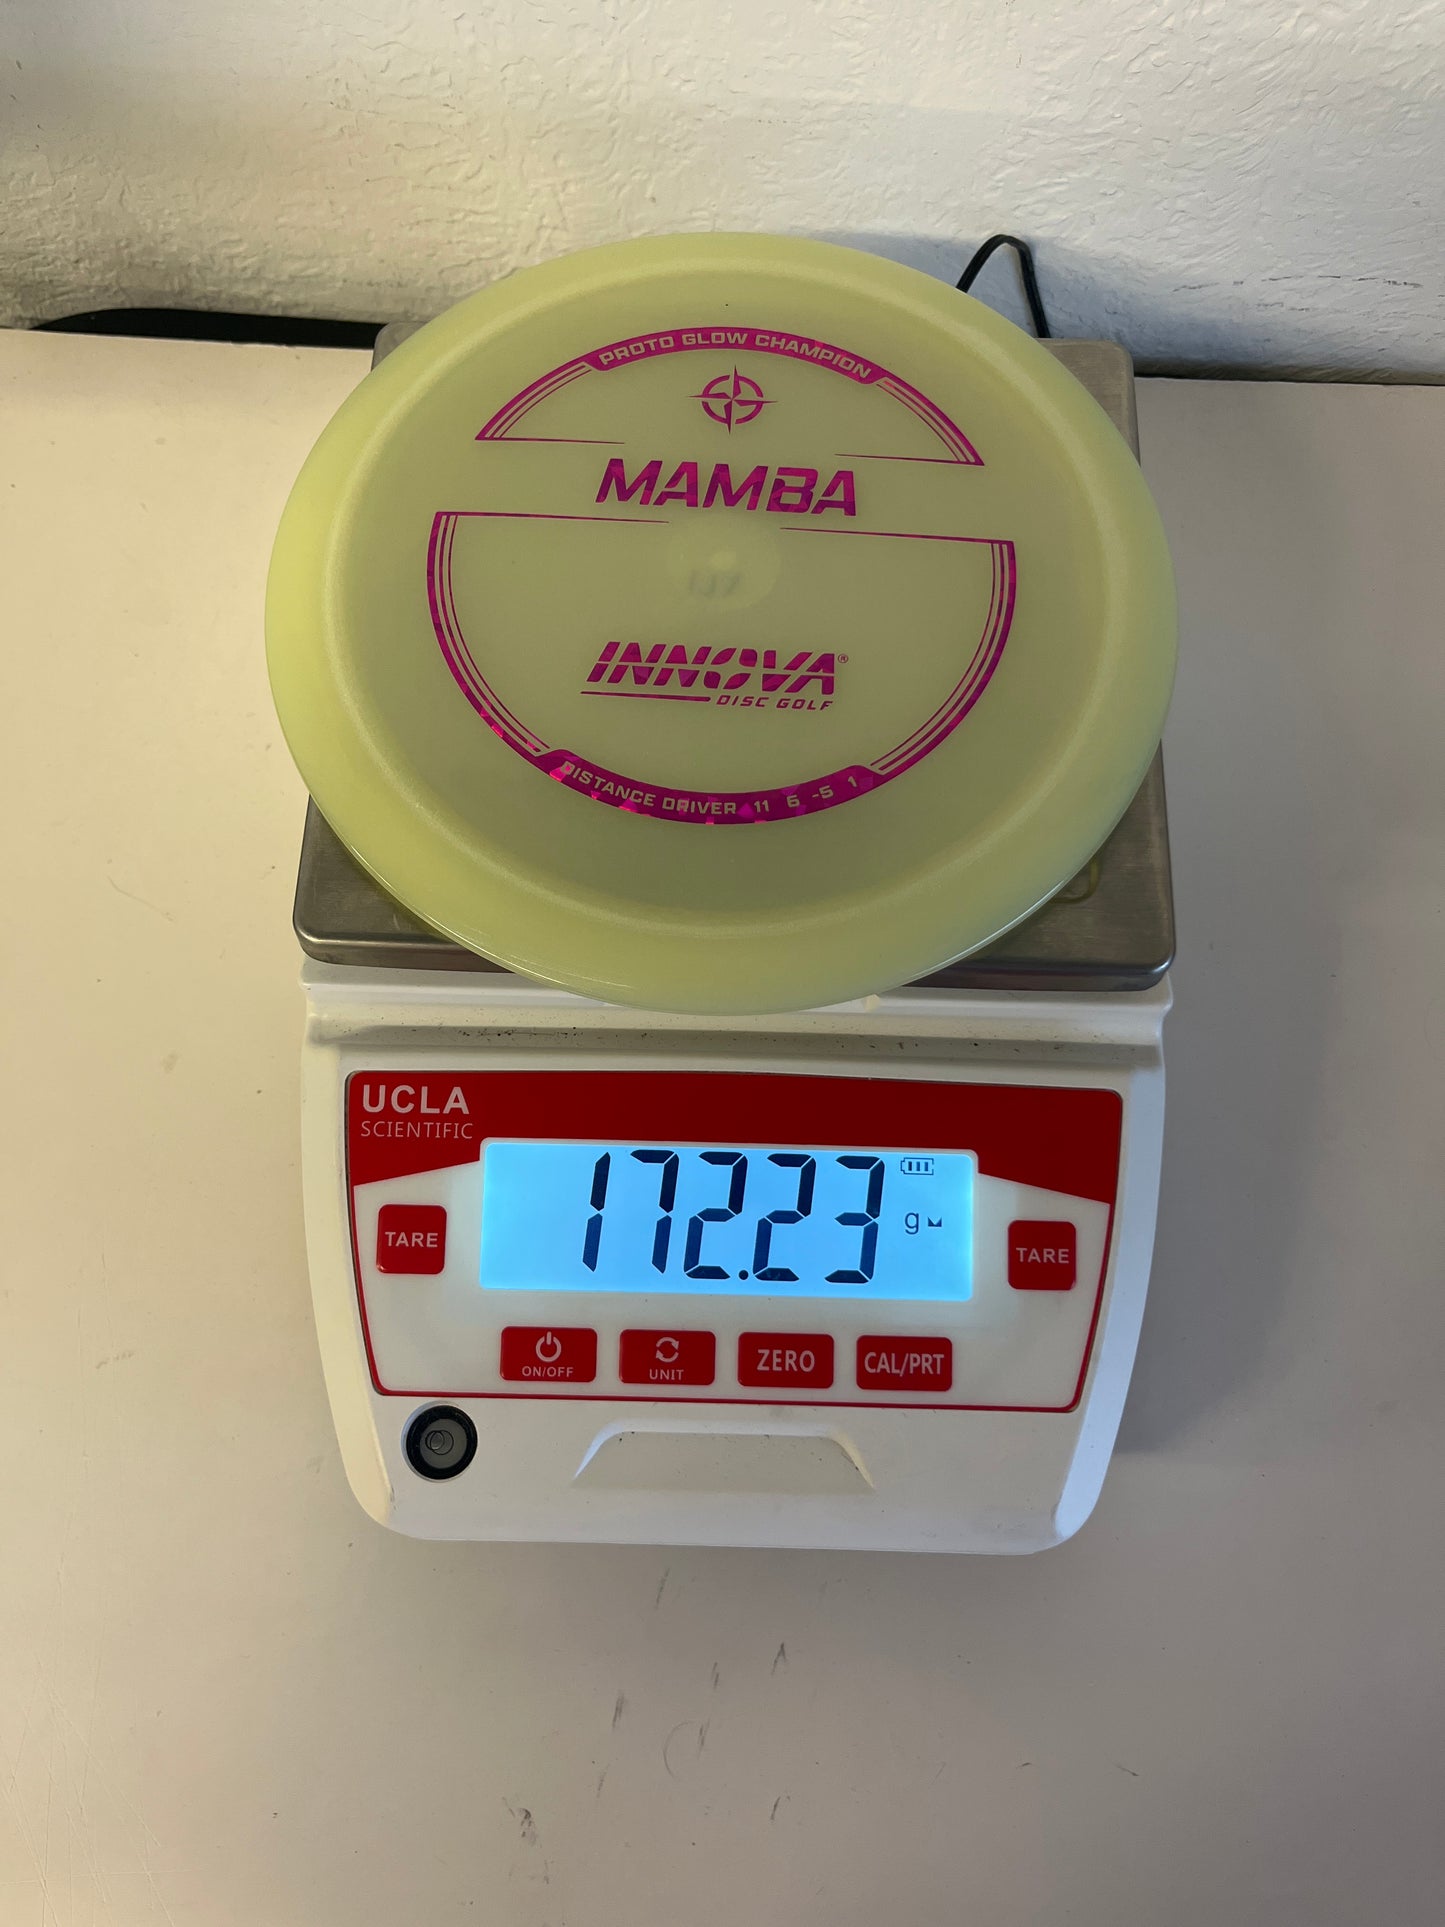 PROTO GLOW CHAMPION
MAMBA
INNOVA®
DISC GOLF
DISTANCE DRIVER 11 6 -5 1
UCLA
SCIENTIFIC
172.23 g
TARE
TARE
ON/OFF
UNIT
ZERO
CAL/PRT